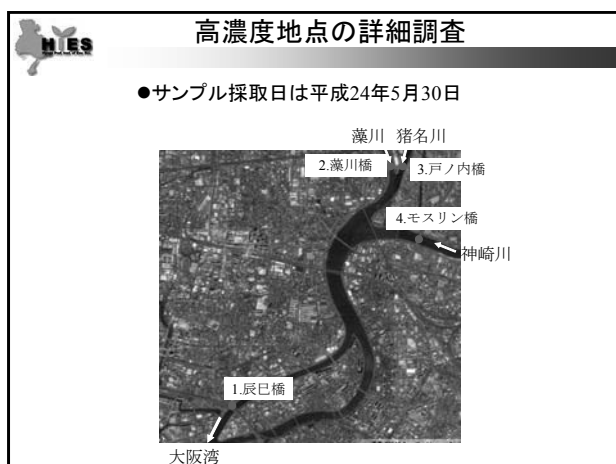 HYES
高濃度地点の詳細調査
●サンプル採取日は平成24年5月30日
藻川 猪名川
2.藻川橋
3.戸ノ内橋
4.モスリン橋
神崎川
1.辰巳橋
大阪湾